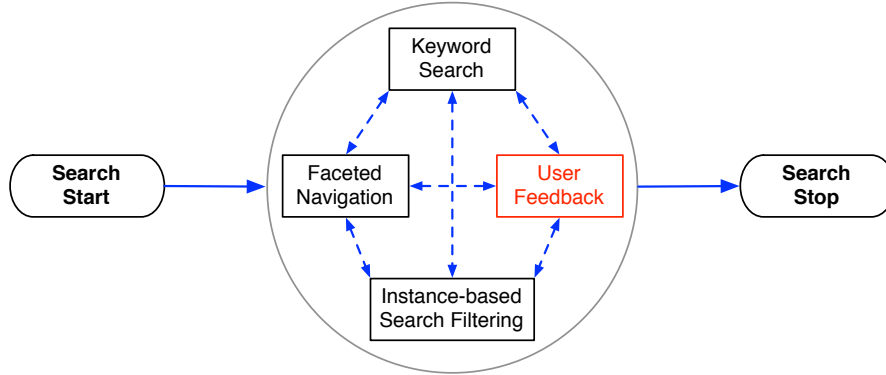 Keyword
Search
Search
Start
Faceted
Navigation
User
Feedback
Search
Stop
Instance-based
Search Filtering